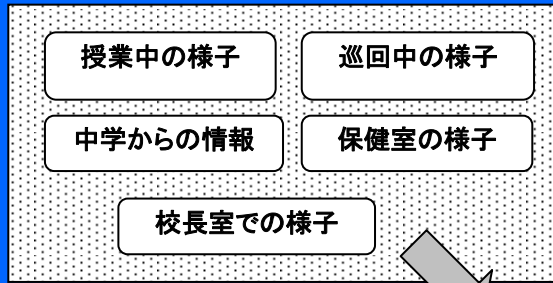 授業中の様子
巡回中の様子
中学からの情報
保健室の様子
校長室での様子